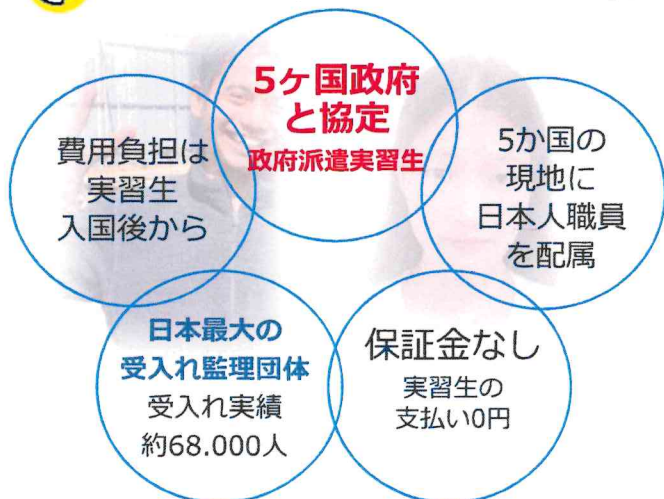 5ケ国政府
と協定
政府派遣実習生
費用負担は
実習生
入国後から
5か国の
現地に
日本人職員
を配属
日本最大の
受入れ監理団体
受入れ実績
約68.000人
保証金なし
実習生の
支払い0円